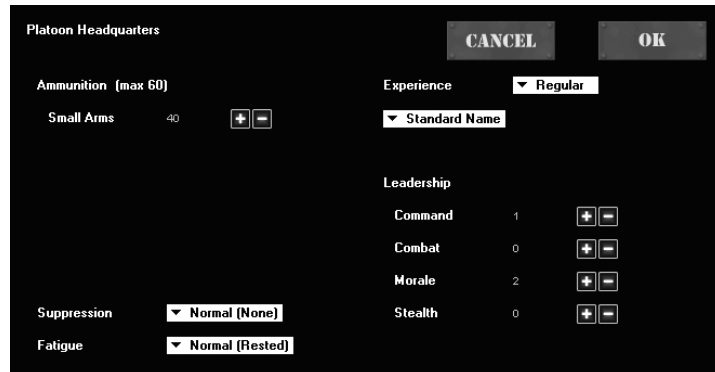 Platoon Headquarters
CANCEL
OK
Ammunition (max 60)
Small Arms 40 + -
Suppression Normal (None)
Fatigue Normal (Rested)
Experience Regular
Standard Name
Leadership
Command 1 + -
Combat 0 + -
Morale 2 + -
Stealth 0 + -